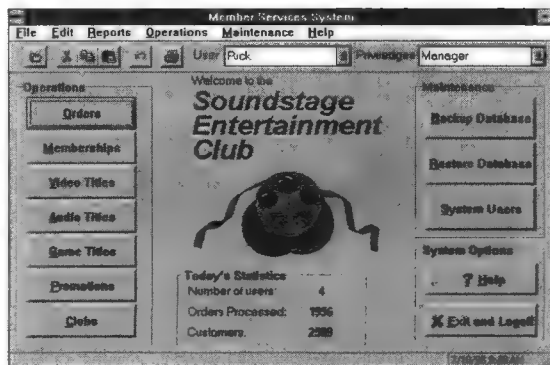 Member Services System
File Edit Reports Operations Maintenance Help
User Puck Priveleges Manager
Operations
Orders
Memberships
Video Titles
Audio Titles
Game Titles
Promotions
Clubs
Welcome to the
Soundstage
Entertainment
Club
Today's Statistics
Number of users: 4
Orders Processed: 1956
Customers: 2589
Maintenance
Backup Database
Restore Database
System Users
System Options
? Help
X Exit and Logoff